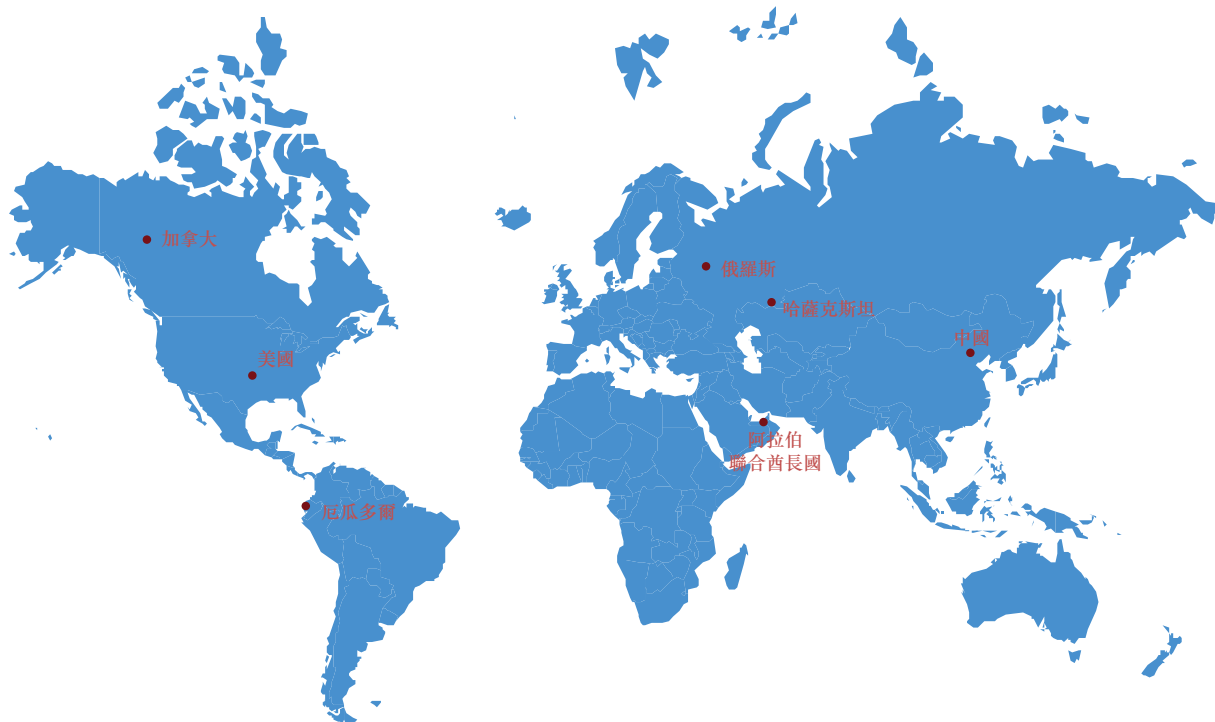 加拿大
俄羅斯
哈薩克斯坦
中國
美國
阿拉伯
聯合酋長國
厄瓜多爾